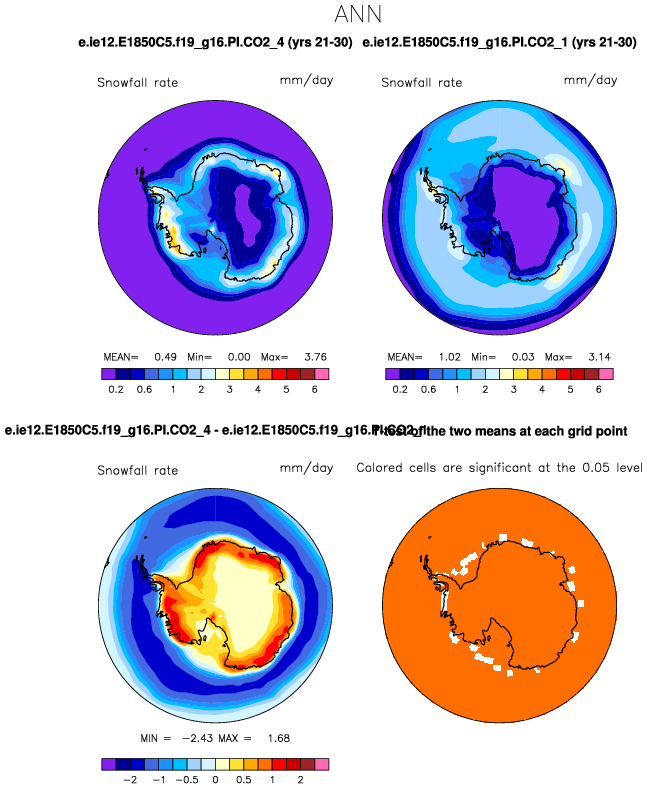 ANN
e.ie12.E1850C5.f19_g16.PI.CO2_4 (yrs 21-30) e.ie12.E1850C5.f19_g16.PI.CO2_1 (yrs 21-30)
Snowfall rate mm/day Snowfall rate mm/day
MEAN= 0.49 Min= 0.00 Max= 3.76 MEAN= 1.02 Min= 0.03 Max= 3.14
0.2 0.6 1 2 3 4 5 6 0.2 0.6 1 2 3 4 5 6
e.ie12.E1850C5.f19_g16.PI.CO2_4 - e.ie12.E1850C5.f19_g16.PI.CO2_1 of the two means at each grid point
Snowfall rate mm/day Colored cells are significant at the 0.05 level
MIN = -2.43 MAX = 1.68
-2 -1 -0.5 0 0.5 1 2